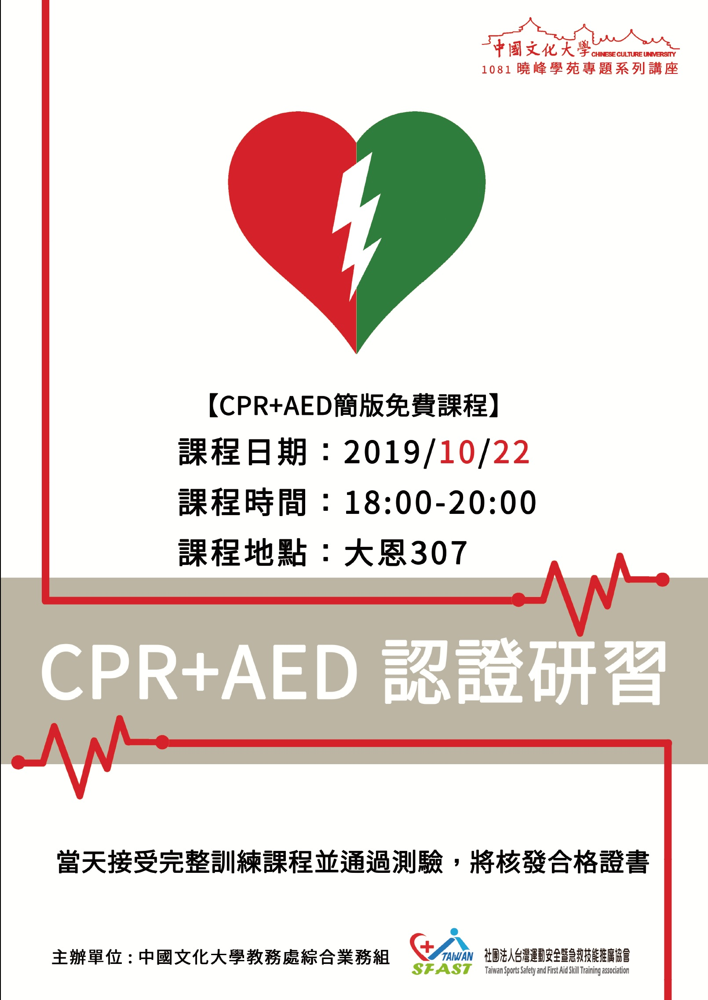 中國文化大學 CHINESE CULTURE UNIVERSITY
1081 曉峰學苑專題系列講座
【CPR+AED簡版免費課程】
課程日期：2019/10/22
課程時間：18:00-20:00
課程地點：大恩307
CPR+AED 認證研習
當天接受完整訓練課程並通過測驗，將核發合格證書
主辦單位：中國文化大學教務處綜合業務組
TAIWAN
SFAST
社團法人台灣運動安全暨急救技能推廣協會
Taiwan Sports Safety and First Aid Skill Training association